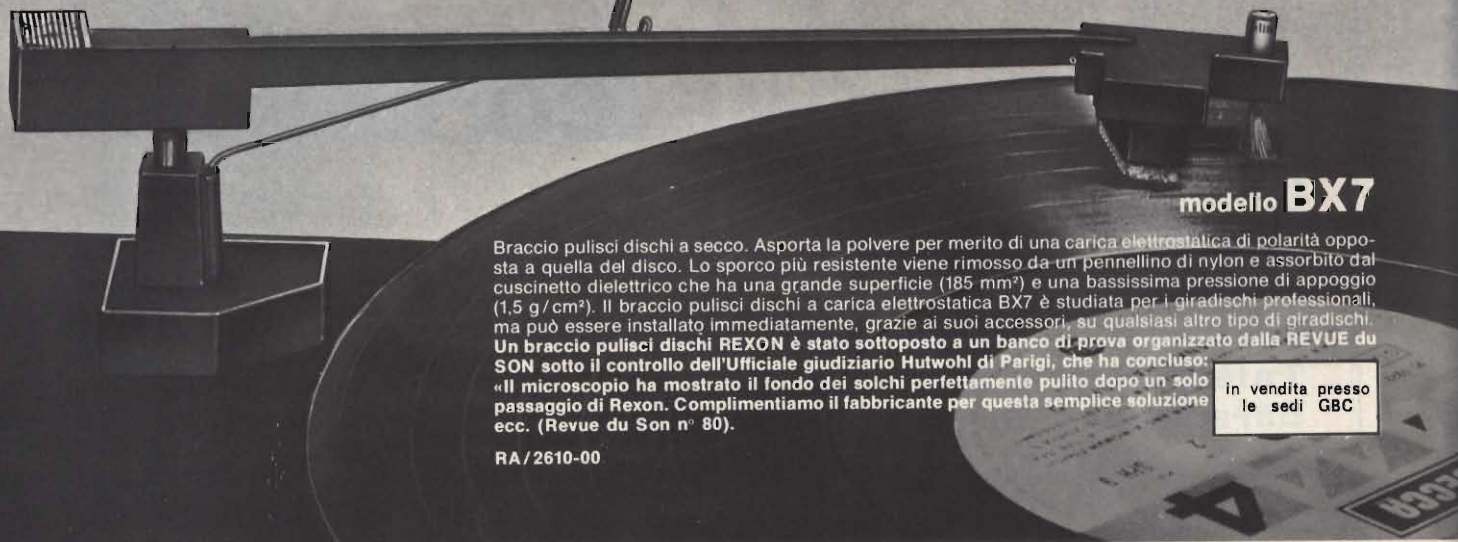 modello BX7
Braccio pulisci dischi a secco. Asporta la polvere per merito di una carica elettrostatica di polarità oppo-
sta a quella del disco. Lo sporco più resistente viene rimosso da un pennellino di nylon e assorbito dal
cuscinetto dielettrico che ha una grande superficie (185 mm²) e una bassissima pressione di appoggio
(1,5 g/cm²). Il braccio pulisci dischi a carica elettrostatica BX7 è studiata per i giradischi professionali,
ma può essere installato immediatamente, grazie ai suoi accessori, su qualsiasi altro tipo di giradischi.
Un braccio pulisci dischi REXON è stato sottoposto a un banco di prova organizzato dalla REVUE du
SON sotto il controllo dell'Ufficiale giudiziario Hutwohl di Parigi, che ha concluso:
«Il microscopio ha mostrato il fondo dei solchi perfettamente pulito dopo un solo
passaggio di Rexon. Complimentiamo il fabbricante per questa semplice soluzione
ecc. (Revue du Son n° 80).
in vendita presso
le sedi GBC
RA/2610-00
4
DECCA